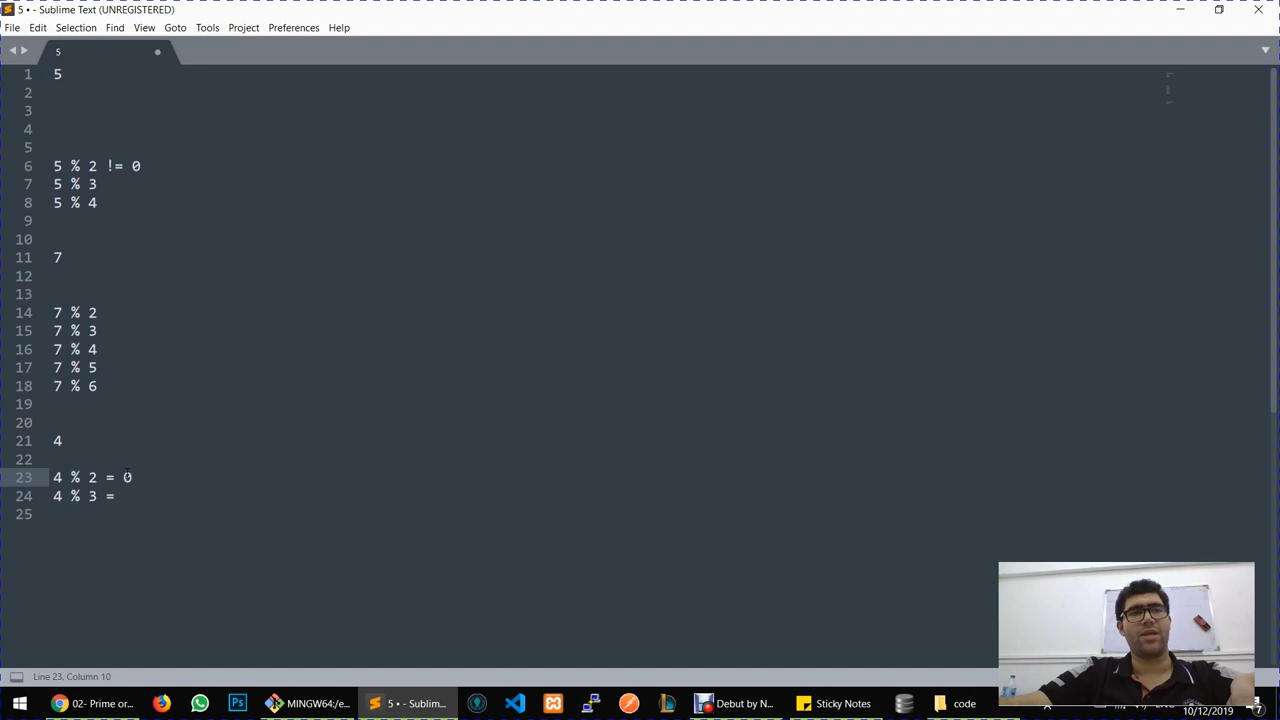 5 • - Sublime Text (UNREGISTERED)
File Edit Selection Find View Goto Tools Project Preferences Help
5
1 5
2
3
4
5
6 5 % 2 != 0
7 5 % 3
8 5 % 4
9
10
11 7
12
13
14 7 % 2
15 7 % 3
16 7 % 4
17 7 % 5
18 7 % 6
19
20
21 4
22
23 4 % 2 = 0
24 4 % 3 =
25
Line 23, Column 10
02- Prime or... MINGW64:/e... 5 • - Sublim... Debut by N... Sticky Notes code
10/12/2019
7